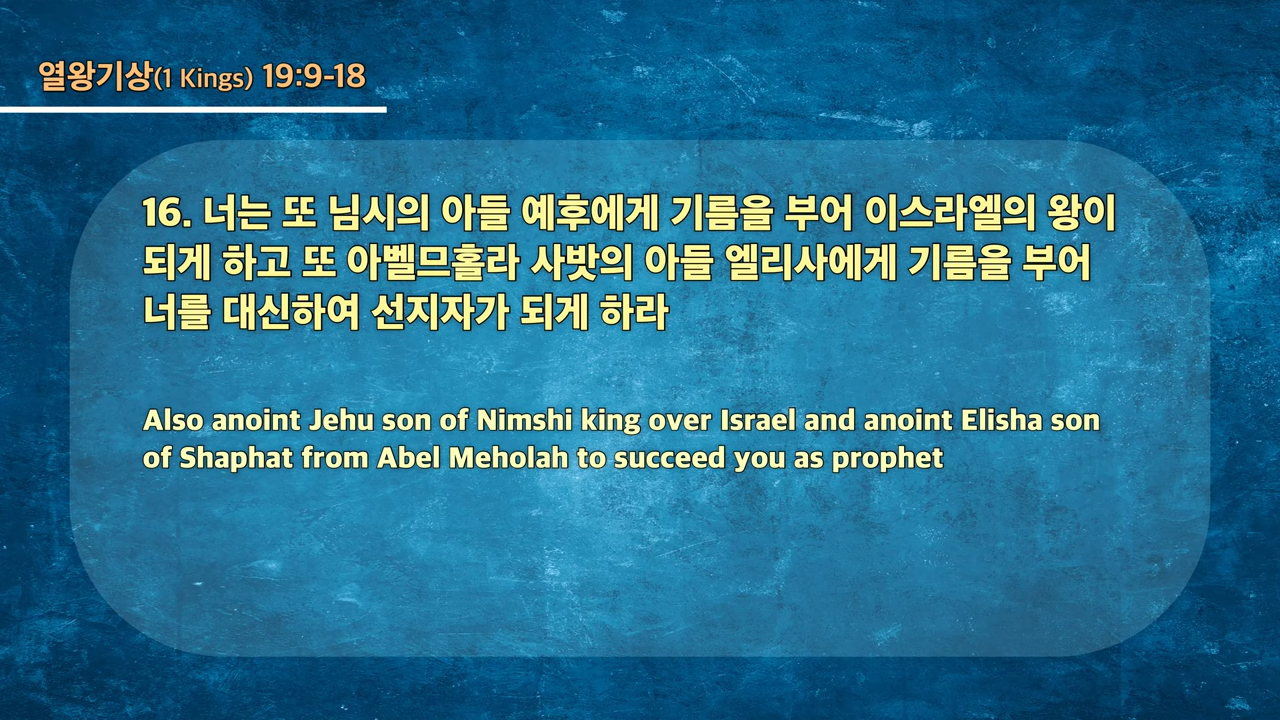 열왕기상(1 Kings) 19:9-18
16. 너는 또 님시의 아들 예후에게 기름을 부어 이스라엘의 왕이
되게 하고 또 아벨므홀라 사밧의 아들 엘리사에게 기름을 부어
너를 대신하여 선지자가 되게 하라
Also anoint Jehu son of Nimshi king over Israel and anoint Elisha son
of Shaphat from Abel Meholah to succeed you as prophet